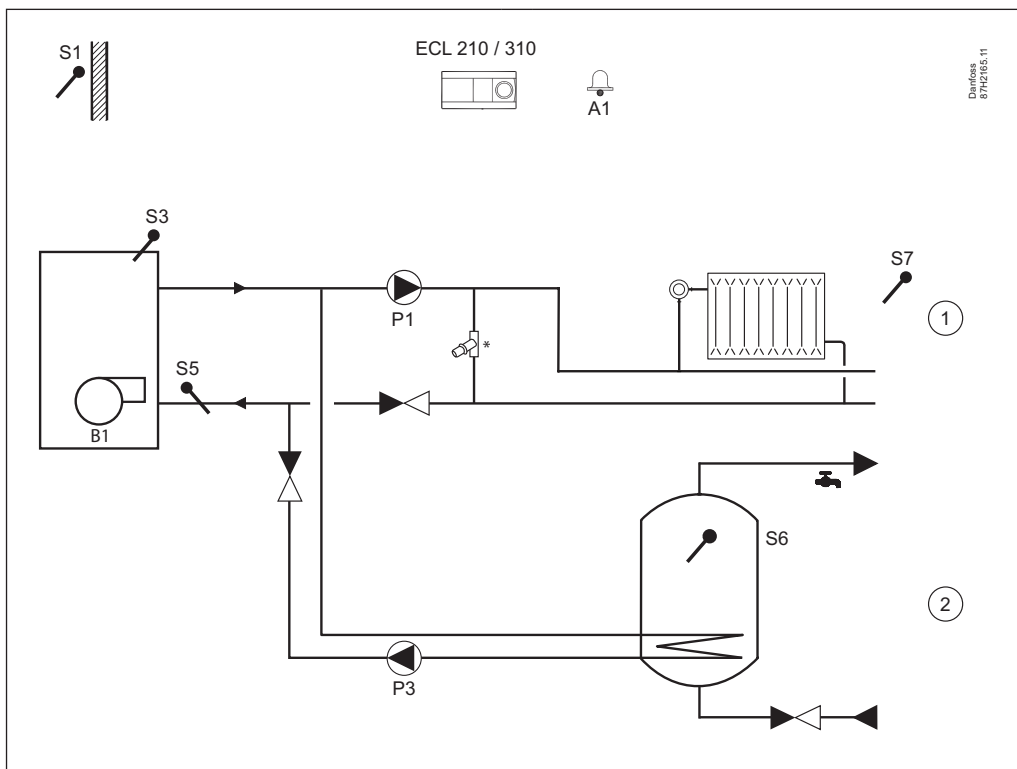 S1
ECL 210 / 310
A1
Danfoss
87H2165.11
S3
S7
P1
*
1
S5
B1
S6
2
P3